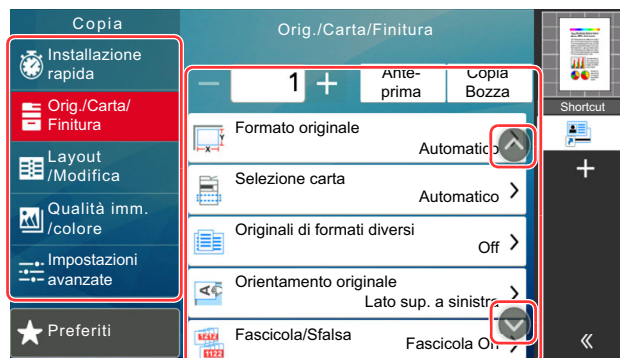 Copia
Installazione
rapida
Orig./Carta/
Finitura
Layout
/Modifica
Qualità imm.
/colore
Impostazioni
avanzate
Preferiti
Orig./Carta/Finitura
1
Ante-
prima
Copia
Bozza
Formato originale
Automatico
Selezione carta
Automatico
Originali di formati diversi
Off
Orientamento originale
Lato sup. a sinistra
Fascicola/Sfalsa
Fascicola On
1122
Shortcut